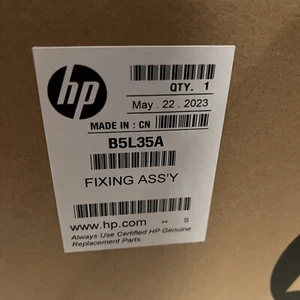 hp
QTY. 1
May . 22 . 2023
MADE IN : CN
B5L35A
FIXING ASS'Y
www.hp.com -- S
Always Use Certified HP Genuine
Replacement Parts